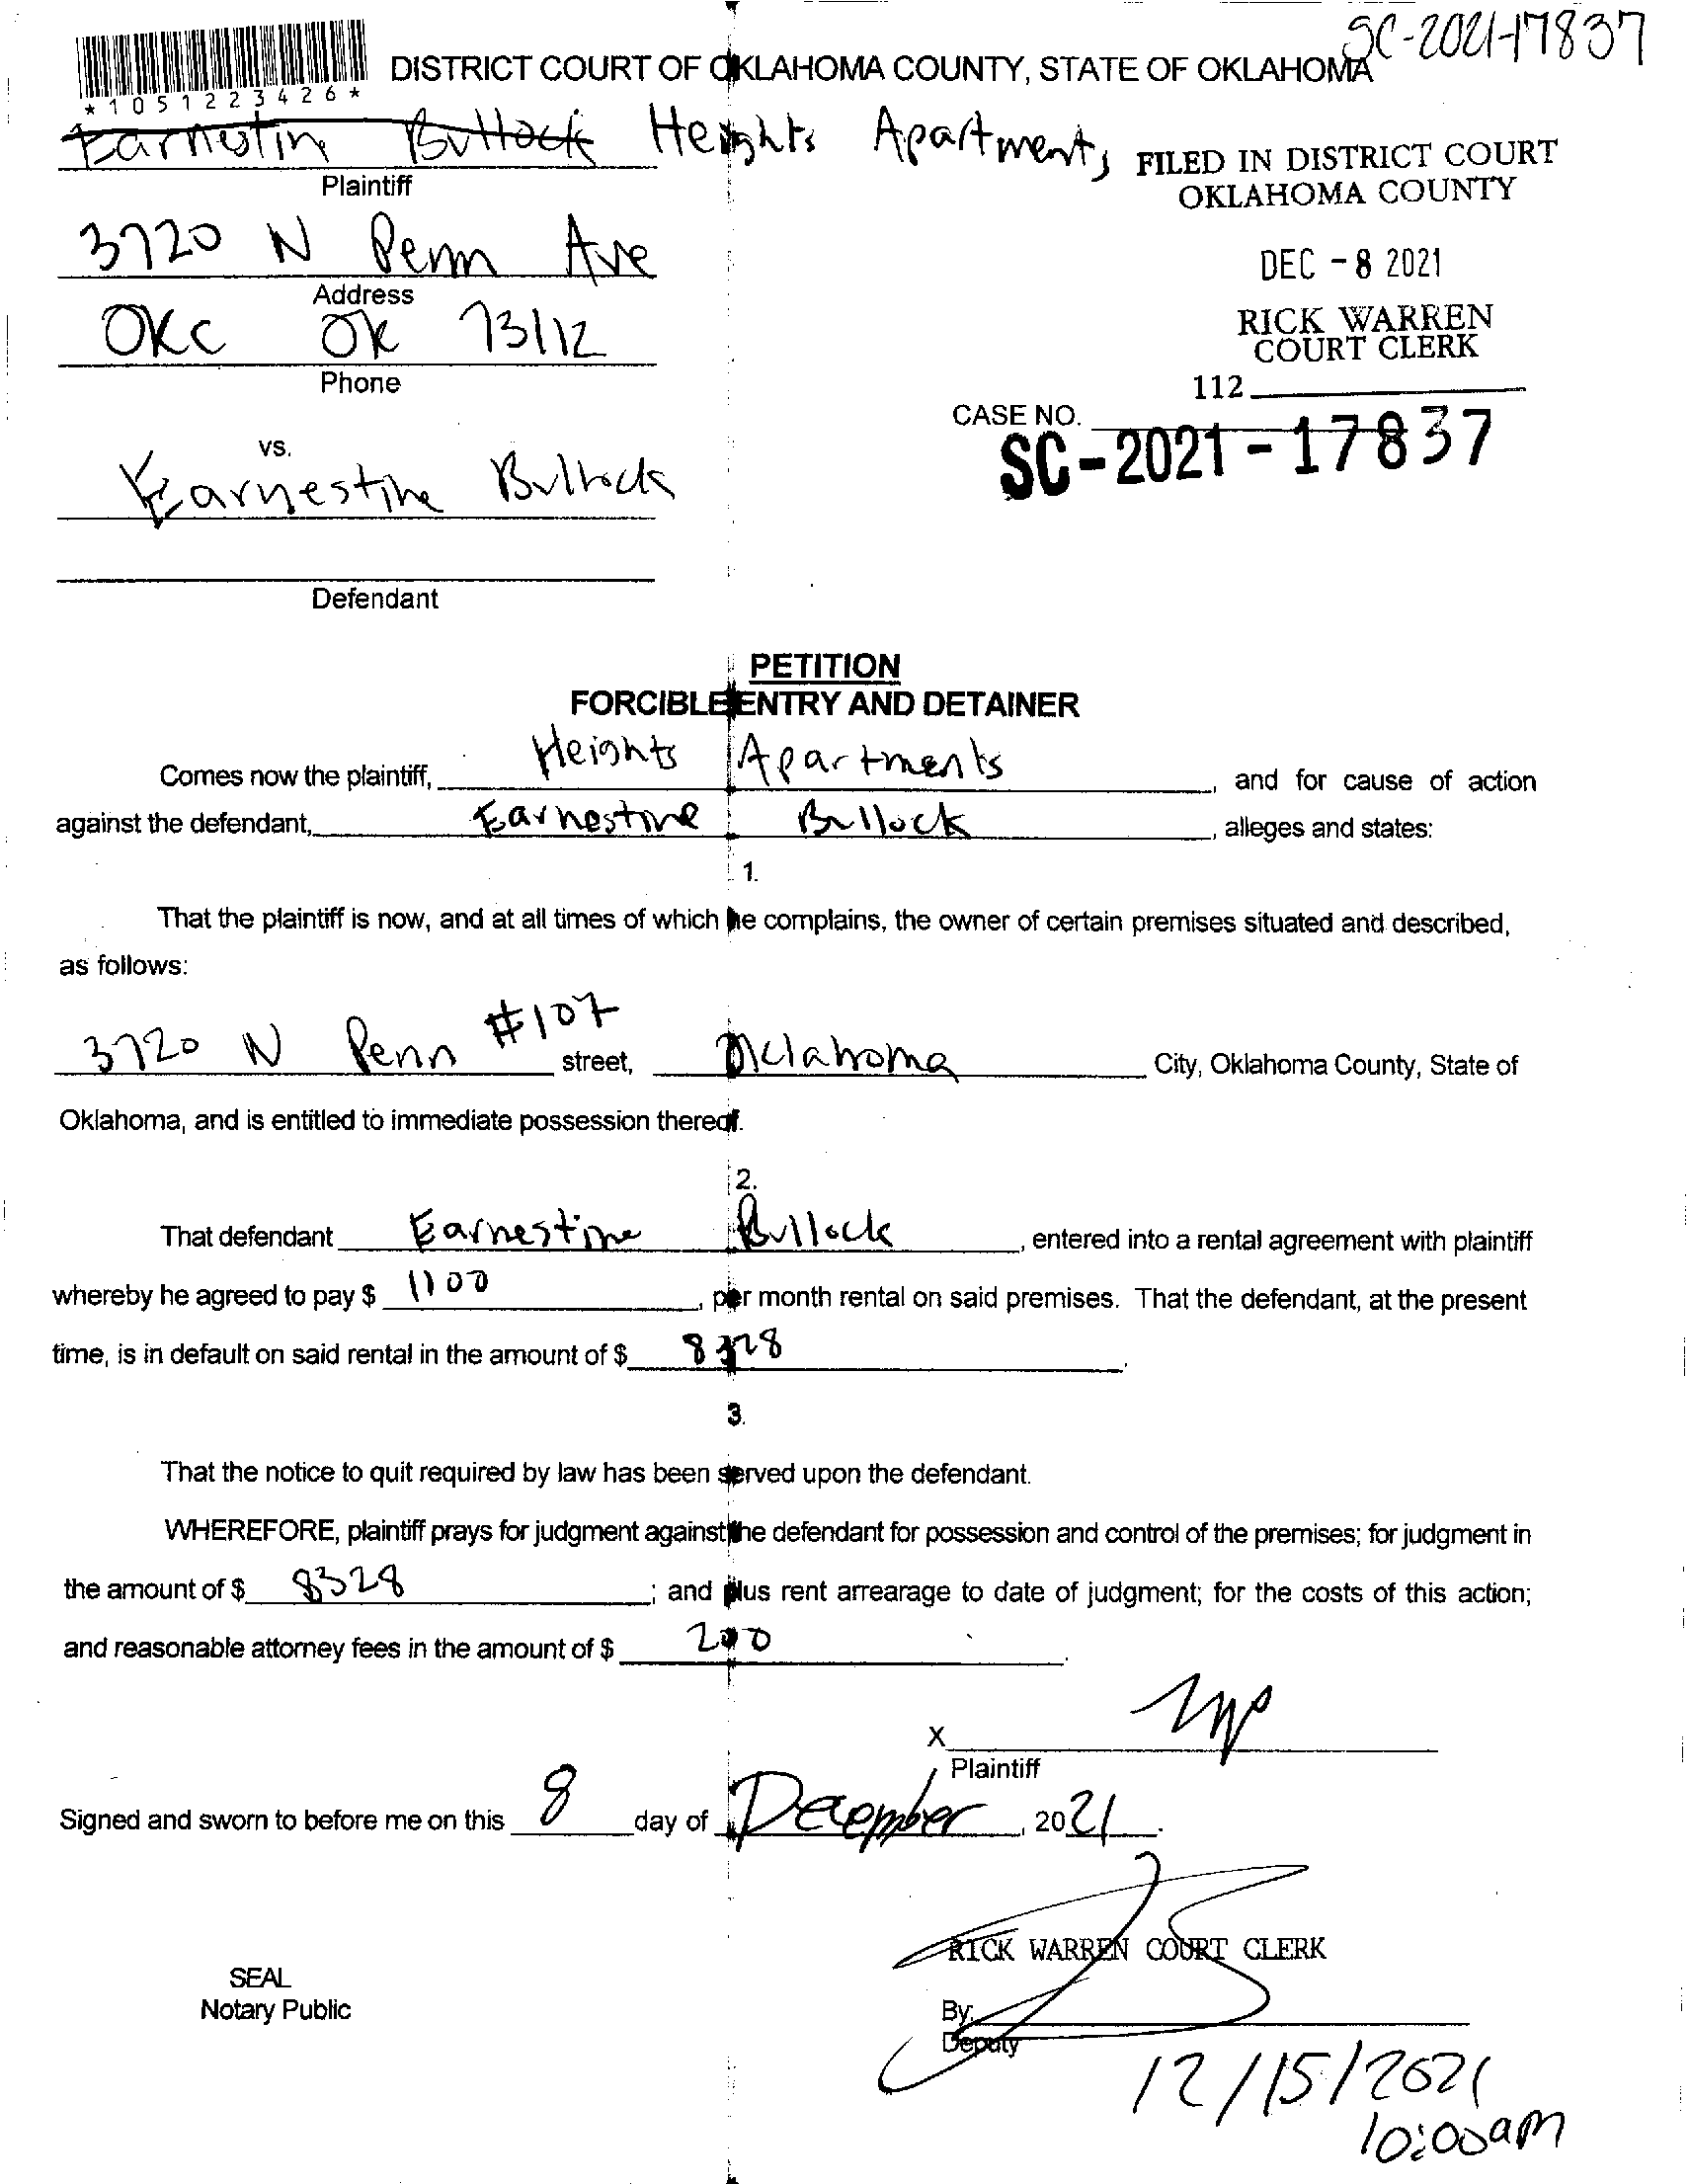 SC-2021-17837
DISTRICT COURT OF OKLAHOMA COUNTY, STATE OF OKLAHOMA
*1051223426*
Earnestin Bullock Heights Apartments
Plaintiff
FILED IN DISTRICT COURT
OKLAHOMA COUNTY
3720 N Penn Ave
Address
DEC -8 2021
OKC OK 73112
Phone
RICK WARREN
COURT CLERK
112
CASE NO.
SC-2021-17837
vs.
Earnestine Bullock
Defendant
PETITION
FORCIBLE ENTRY AND DETAINER
Comes now the plaintiff, Heights Apartments, and for cause of action
against the defendant, Earnestine Bullock, alleges and states:
1.
That the plaintiff is now, and at all times of which he complains, the owner of certain premises situated and described,
as follows:
3720 N Penn #107 street, Oklahoma City, Oklahoma County, State of
Oklahoma, and is entitled to immediate possession thereof.
2.
That defendant Earnestine Bullock, entered into a rental agreement with plaintiff
whereby he agreed to pay $ 1100, per month rental on said premises. That the defendant, at the present
time, is in default on said rental in the amount of $ 8328.
3.
That the notice to quit required by law has been served upon the defendant.
WHEREFORE, plaintiff prays for judgment against the defendant for possession and control of the premises; for judgment in
the amount of $ 8328; and plus rent arrearage to date of judgment; for the costs of this action;
and reasonable attorney fees in the amount of $ 200.
X
Plaintiff
Signed and sworn to before me on this 8 day of December, 2021.
RICK WARREN COURT CLERK
SEAL
Notary Public
By:
Deputy
12/15/2021
10:00am